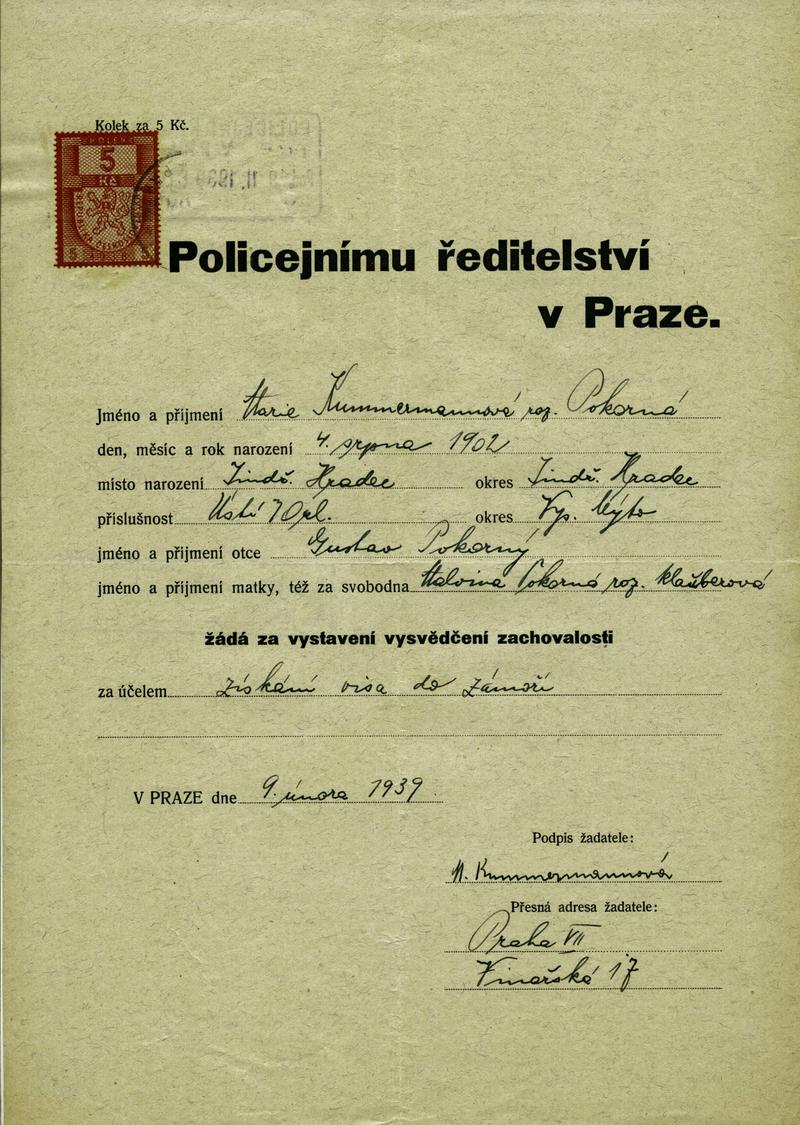 Kolek za 5 Kč.
KOLEK
5
Kč
Policejnímu ředitelství
v Praze.
Jméno a příjmení Marie Kummermannová roz. Pokorná
den, měsíc a rok narození 4. srpna 1902
místo narození Jindř. Hradec okres Jindř. Hradec
příslušnost Ústí / Orl. okres Vys. Mýto
jméno a příjmení otce Gustav Pokorný
jméno a příjmení matky, též za svobodna Malvina Pokorná roz. Klauberová
žádá za vystavení vysvědčení zachovalosti
za účelem získání visa do zámoří
V PRAZE dne 9. února 1939
Podpis žadatele:
M. Kummermannová
Přesná adresa žadatele:
Praha VII
Vinařská 17